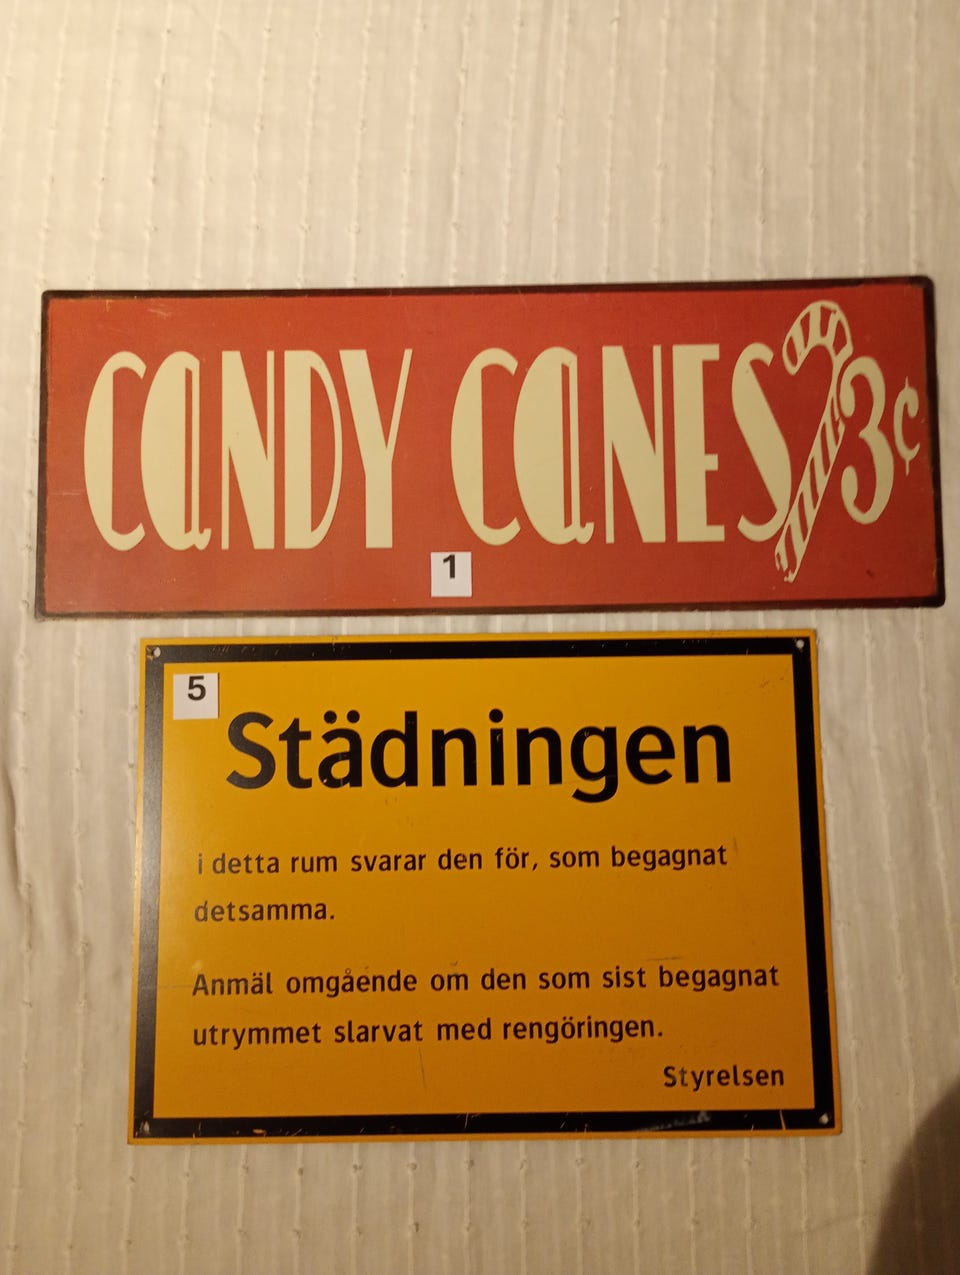 CaNDY CaNES 3¢
1
5
Städningen
i detta rum svarar den för, som begagnat
detsamma.
Anmäl omgående om den som sist begagnat
utrymmet slarvat med rengöringen.
Styrelsen